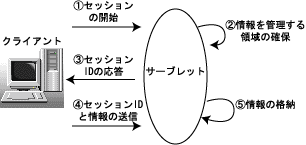 ①セッション
の開始
②情報を管理する
領域の確保
クライアント
③セッション
IDの応答
サーブレット
④セッションID
と情報の送信
⑤情報の格納